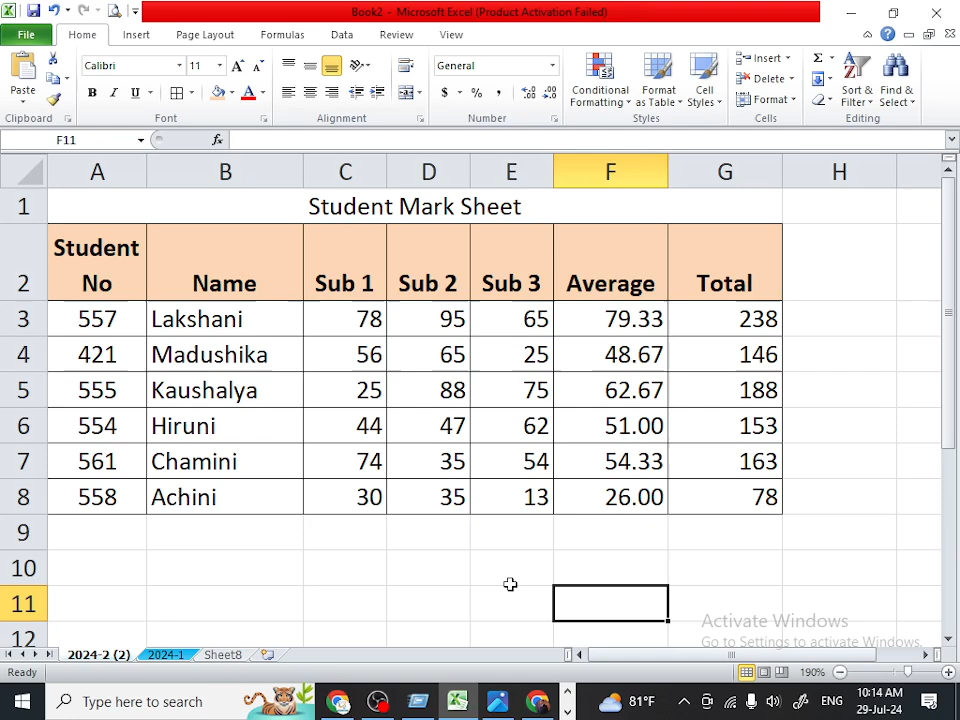 Book2 - Microsoft Excel (Product Activation Failed)
File Home Insert Page Layout Formulas Data Review View
Paste
Clipboard
Calibri 11
B I U A
Font
Alignment
General
$ % ,
Number
Conditional Formatting
Format as Table
Cell Styles
Styles
Insert
Delete
Format
Cells
Σ
Sort & Filter
Find & Select
Editing
F11 fx
A B C D E F G H
1 Student Mark Sheet
2 Student No Name Sub 1 Sub 2 Sub 3 Average Total
3 557 Lakshani 78 95 65 79.33 238
4 421 Madushika 56 65 25 48.67 146
5 555 Kaushalya 25 88 75 62.67 188
6 554 Hiruni 44 47 62 51.00 153
7 561 Chamini 74 35 54 54.33 163
8 558 Achini 30 35 13 26.00 78
9
10
11
12
Activate Windows
Go to Settings to activate Windows.
2024-2 (2) 2024-1 Sheet8
Ready 190%
Type here to search
81°F ENG 10:14 AM
29-Jul-24